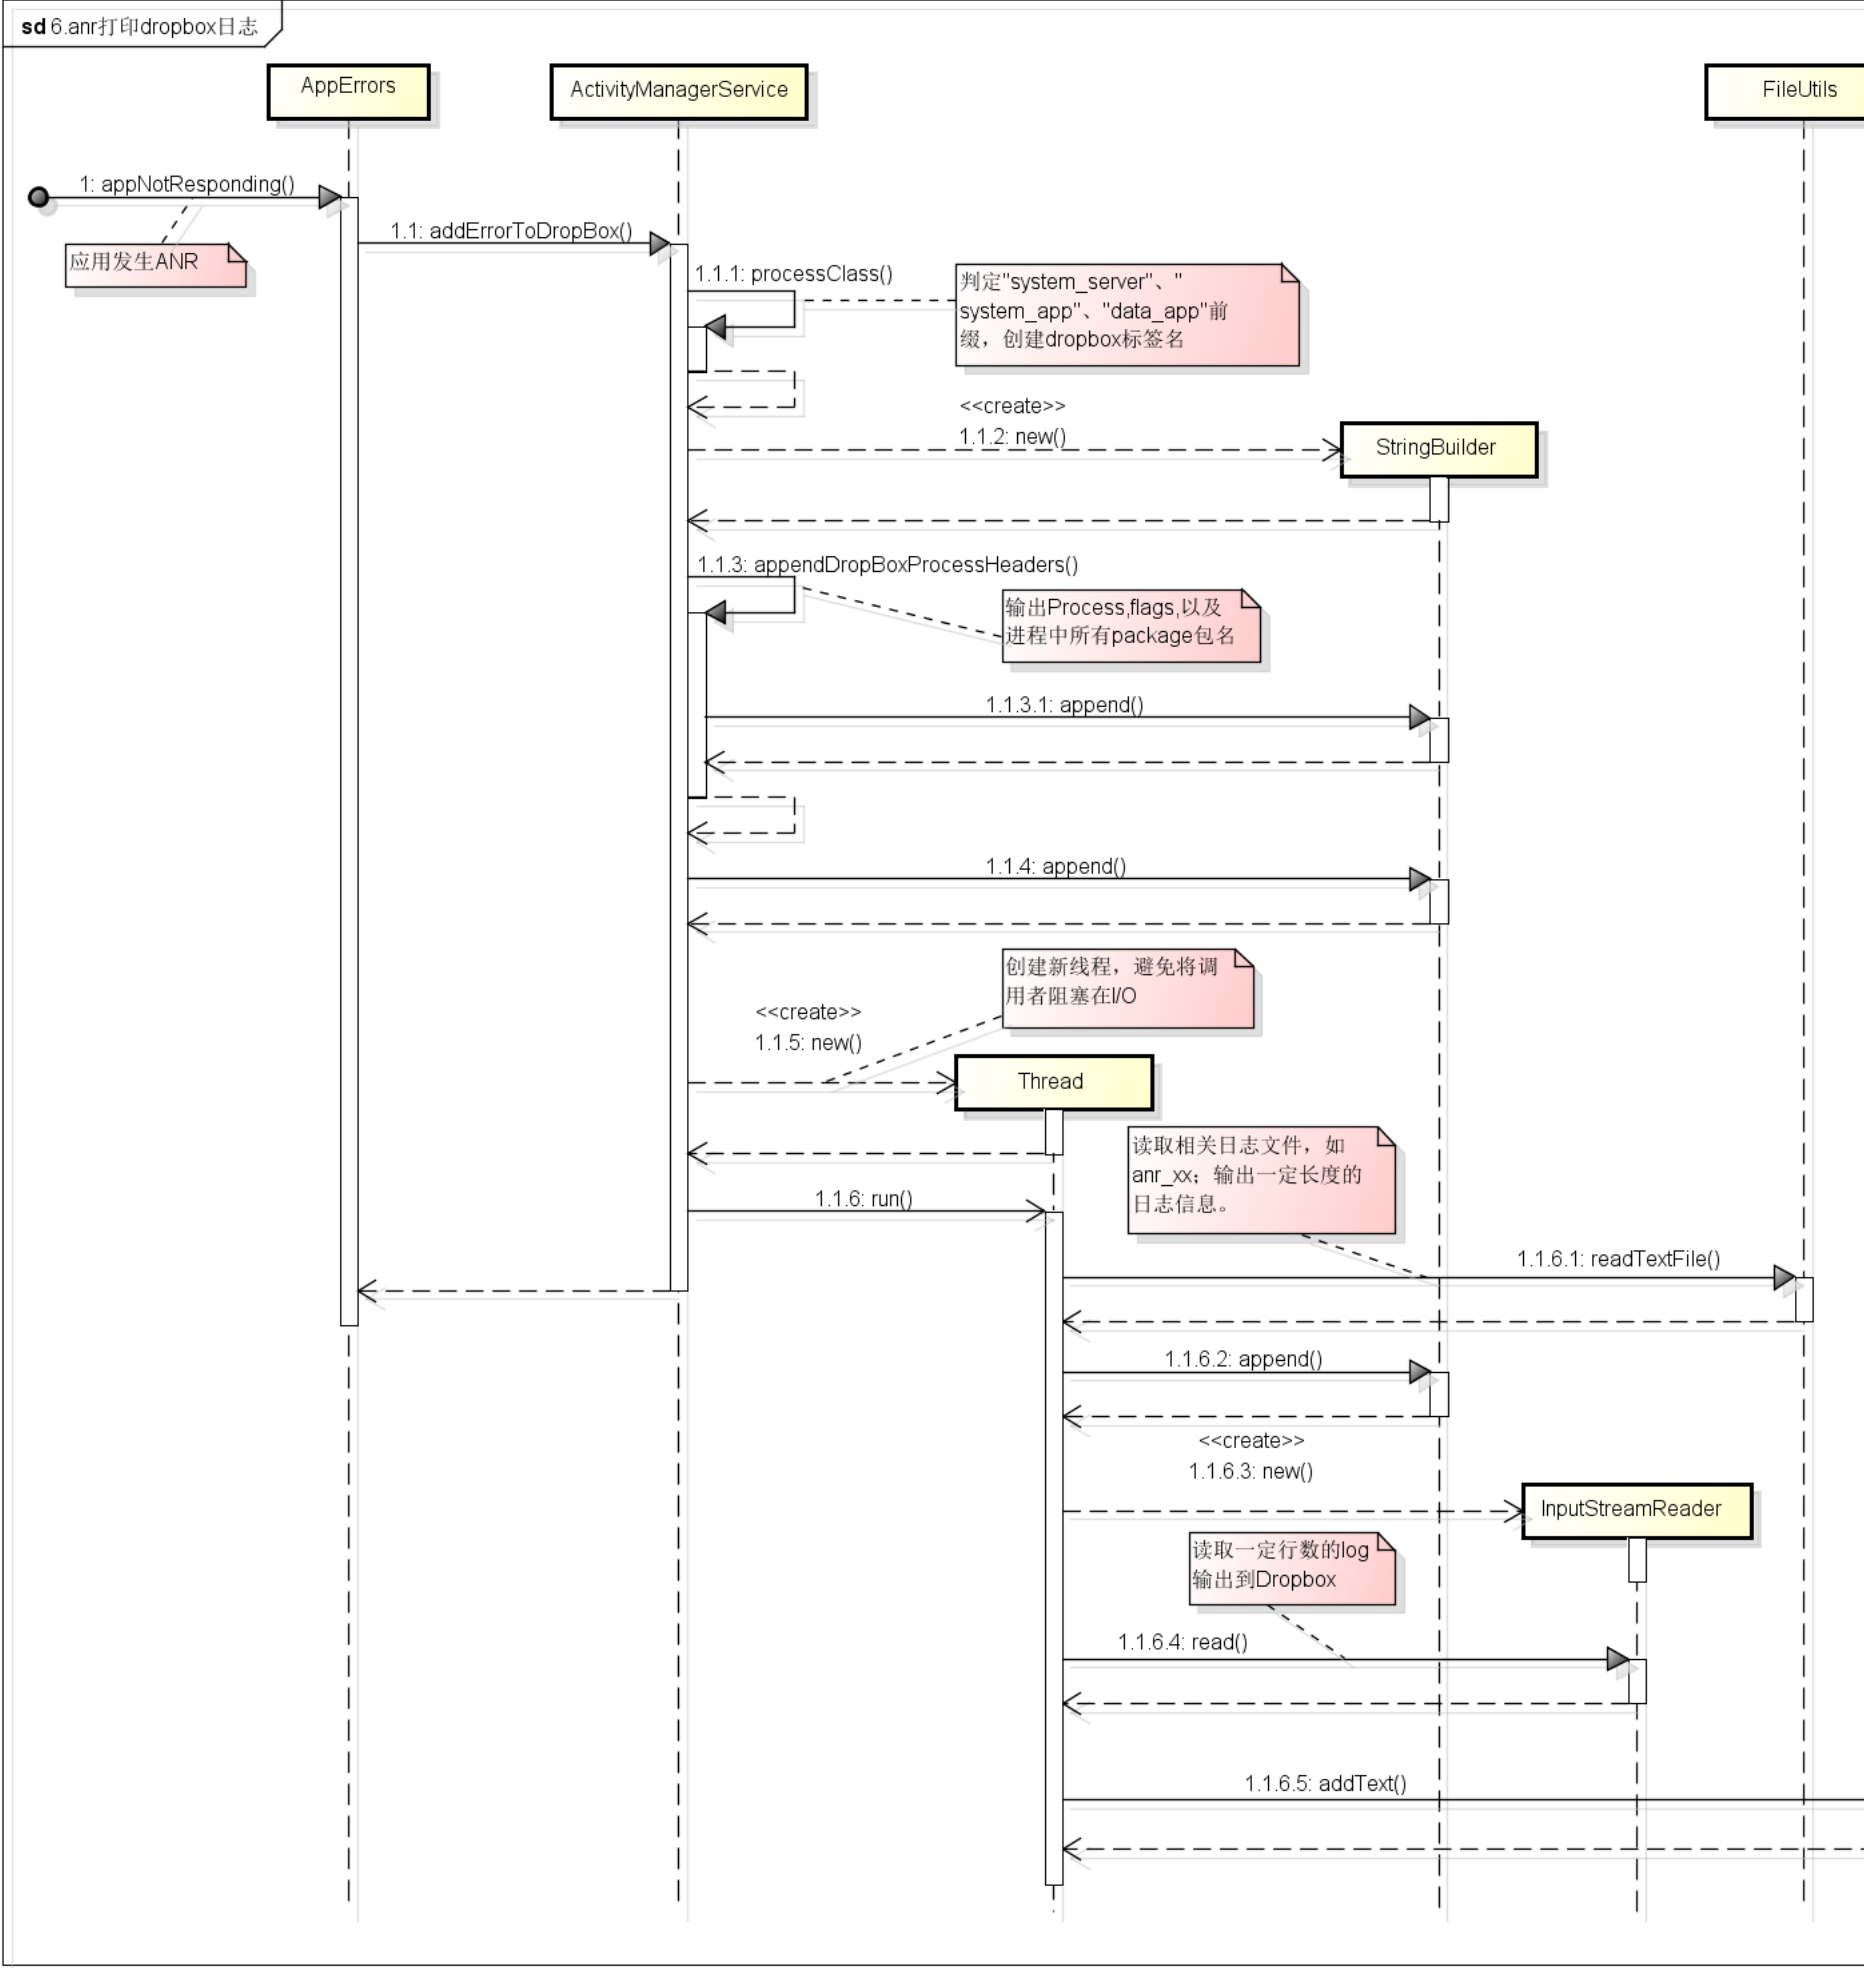 sd 6.anr打印dropbox日志
AppErrors
ActivityManagerService
FileUtils
1: appNotResponding()
应用发生ANR
1.1: addErrorToDropBox()
1.1.1: processClass()
判定"system_server"、"
system_app"、"data_app"前
缀，创建dropbox标签名
<<create>>
1.1.2: new()
StringBuilder
1.1.3: appendDropBoxProcessHeaders()
输出Process,flags,以及
进程中所有package包名
1.1.3.1: append()
1.1.4: append()
创建新线程，避免将调
用者阻塞在I/O
<<create>>
1.1.5: new()
Thread
读取相关日志文件，如
anr_xx；输出一定长度的
日志信息。
1.1.6: run()
1.1.6.1: readTextFile()
1.1.6.2: append()
<<create>>
1.1.6.3: new()
InputStreamReader
读取一定行数的log
输出到Dropbox
1.1.6.4: read()
1.1.6.5: addText()